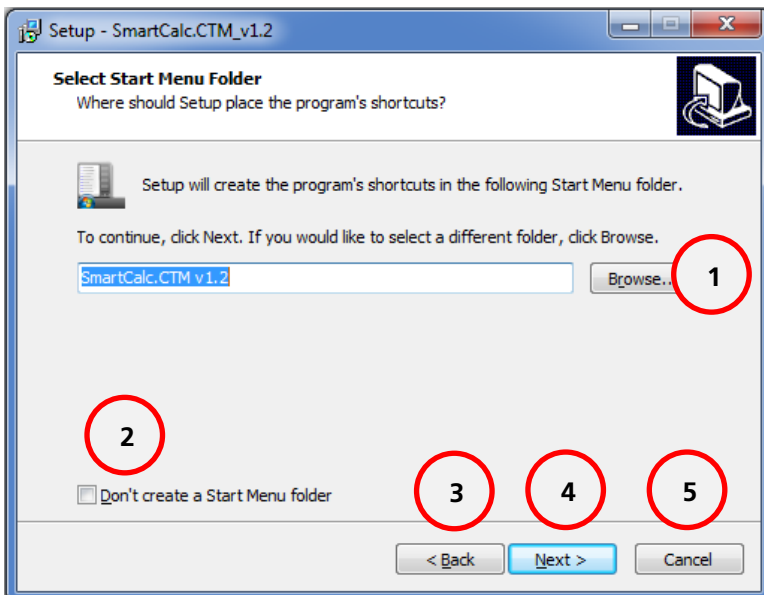 Setup - SmartCalc.CTM_v1.2
Select Start Menu Folder
Where should Setup place the program's shortcuts?
Setup will create the program's shortcuts in the following Start Menu folder.
To continue, click Next. If you would like to select a different folder, click Browse.
SmartCalc.CTM v1.2
Browse..
1
2
Don't create a Start Menu folder
3
4
5
< Back
Next >
Cancel